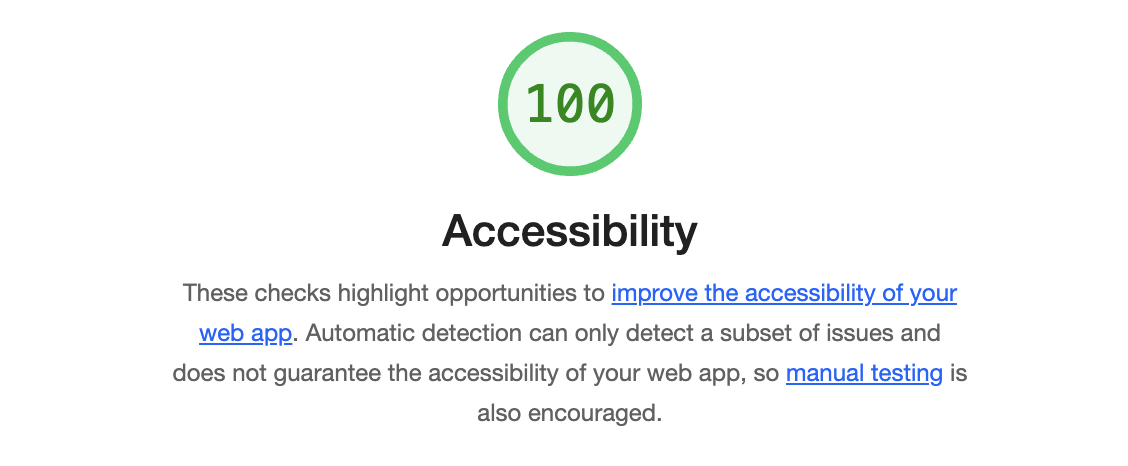 100
Accessibility
These checks highlight opportunities to improve the accessibility of your
web app. Automatic detection can only detect a subset of issues and
does not guarantee the accessibility of your web app, so manual testing is
also encouraged.